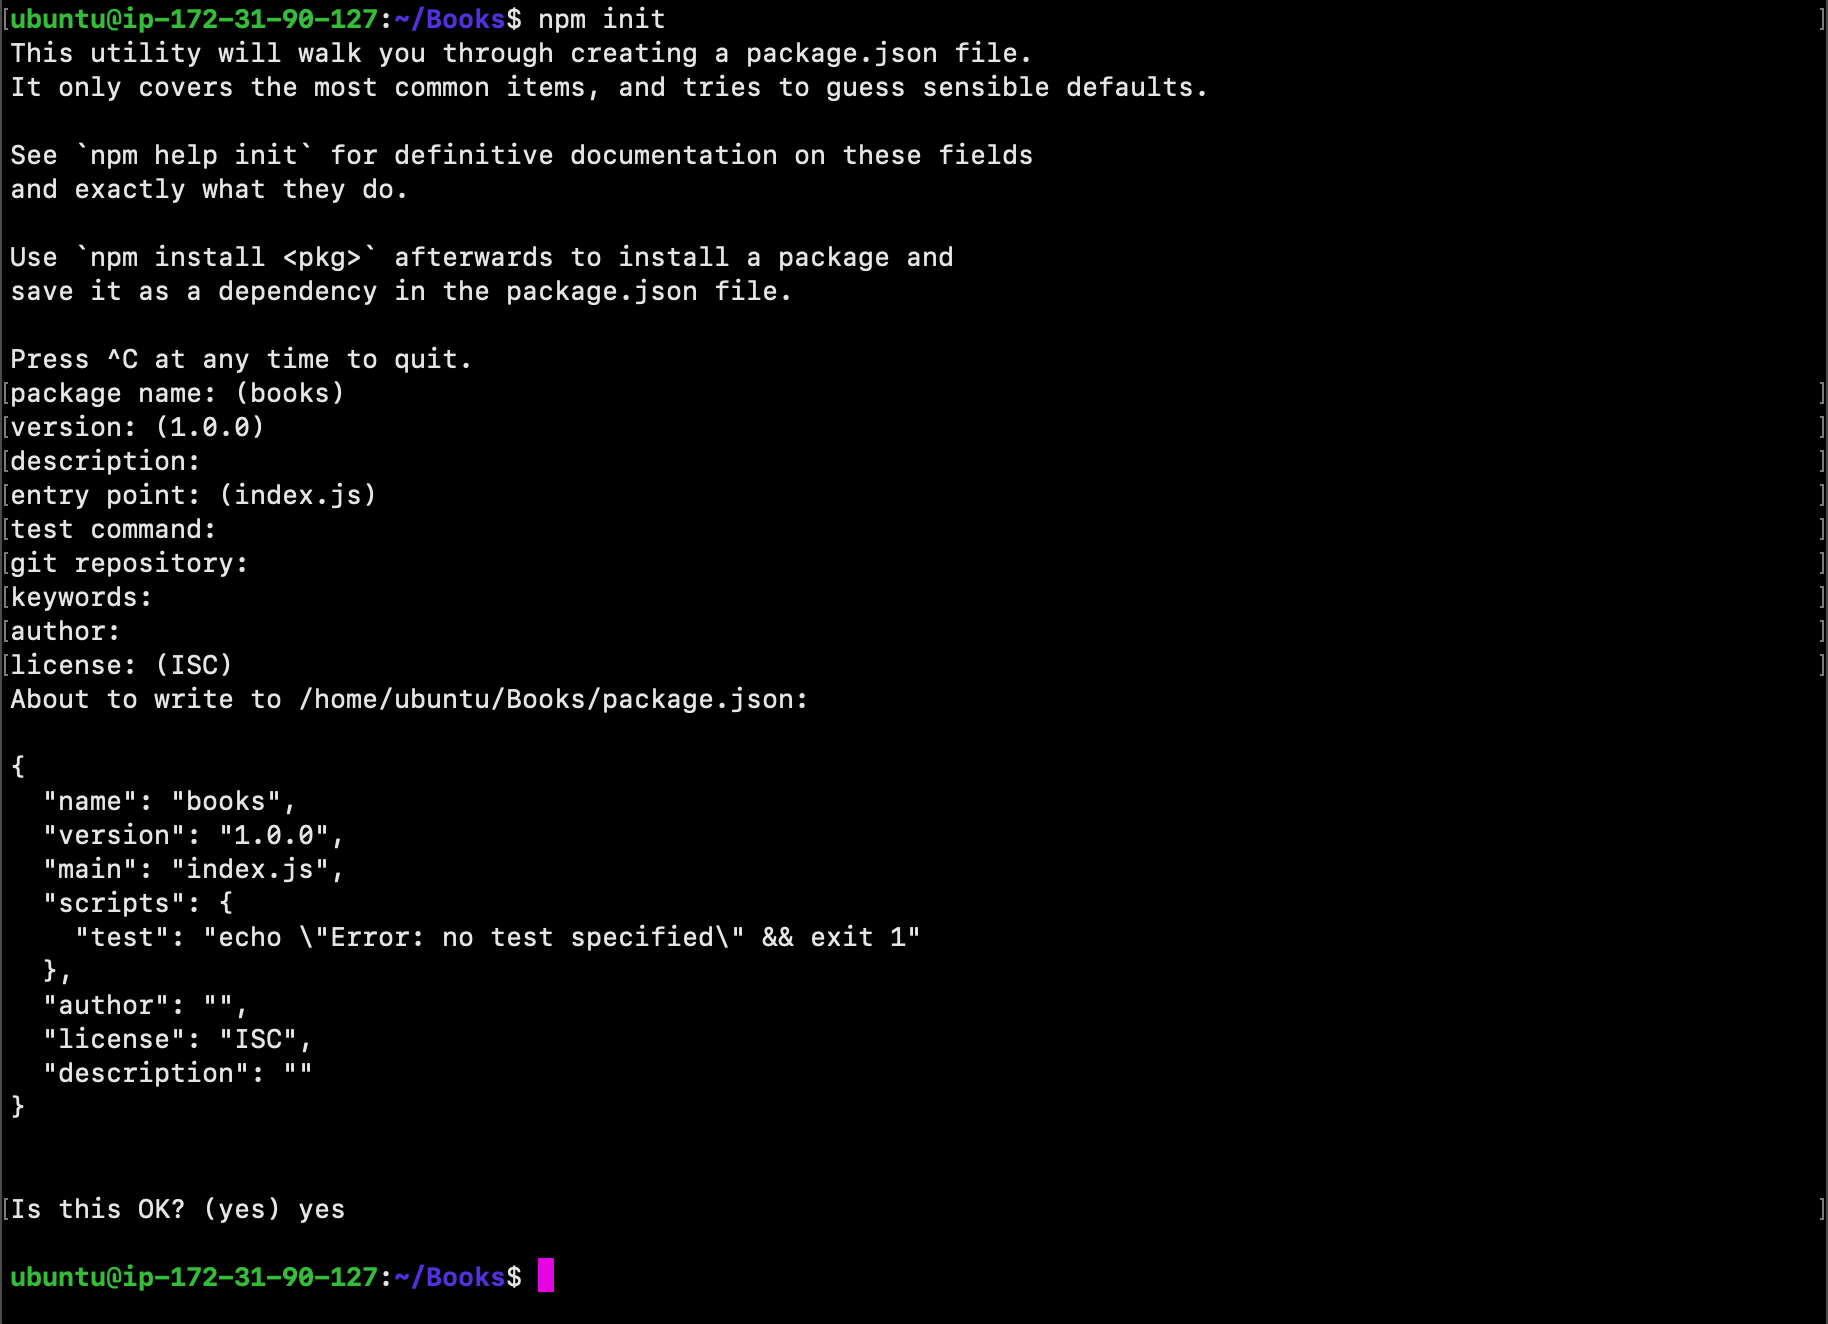 [ubuntu@ip-172-31-90-127:~/Books$ npm init ]
This utility will walk you through creating a package.json file.
It only covers the most common items, and tries to guess sensible defaults.
See `npm help init` for definitive documentation on these fields
and exactly what they do.
Use `npm install <pkg>` afterwards to install a package and
save it as a dependency in the package.json file.
Press ^C at any time to quit.
[package name: (books) ]
[version: (1.0.0) ]
[description: ]
[entry point: (index.js) ]
[test command: ]
[git repository: ]
[keywords: ]
[author: ]
[license: (ISC) ]
About to write to /home/ubuntu/Books/package.json:
{
  "name": "books",
  "version": "1.0.0",
  "main": "index.js",
  "scripts": {
    "test": "echo \"Error: no test specified\" && exit 1"
  },
  "author": "",
  "license": "ISC",
  "description": ""
}
[Is this OK? (yes) yes ]
ubuntu@ip-172-31-90-127:~/Books$